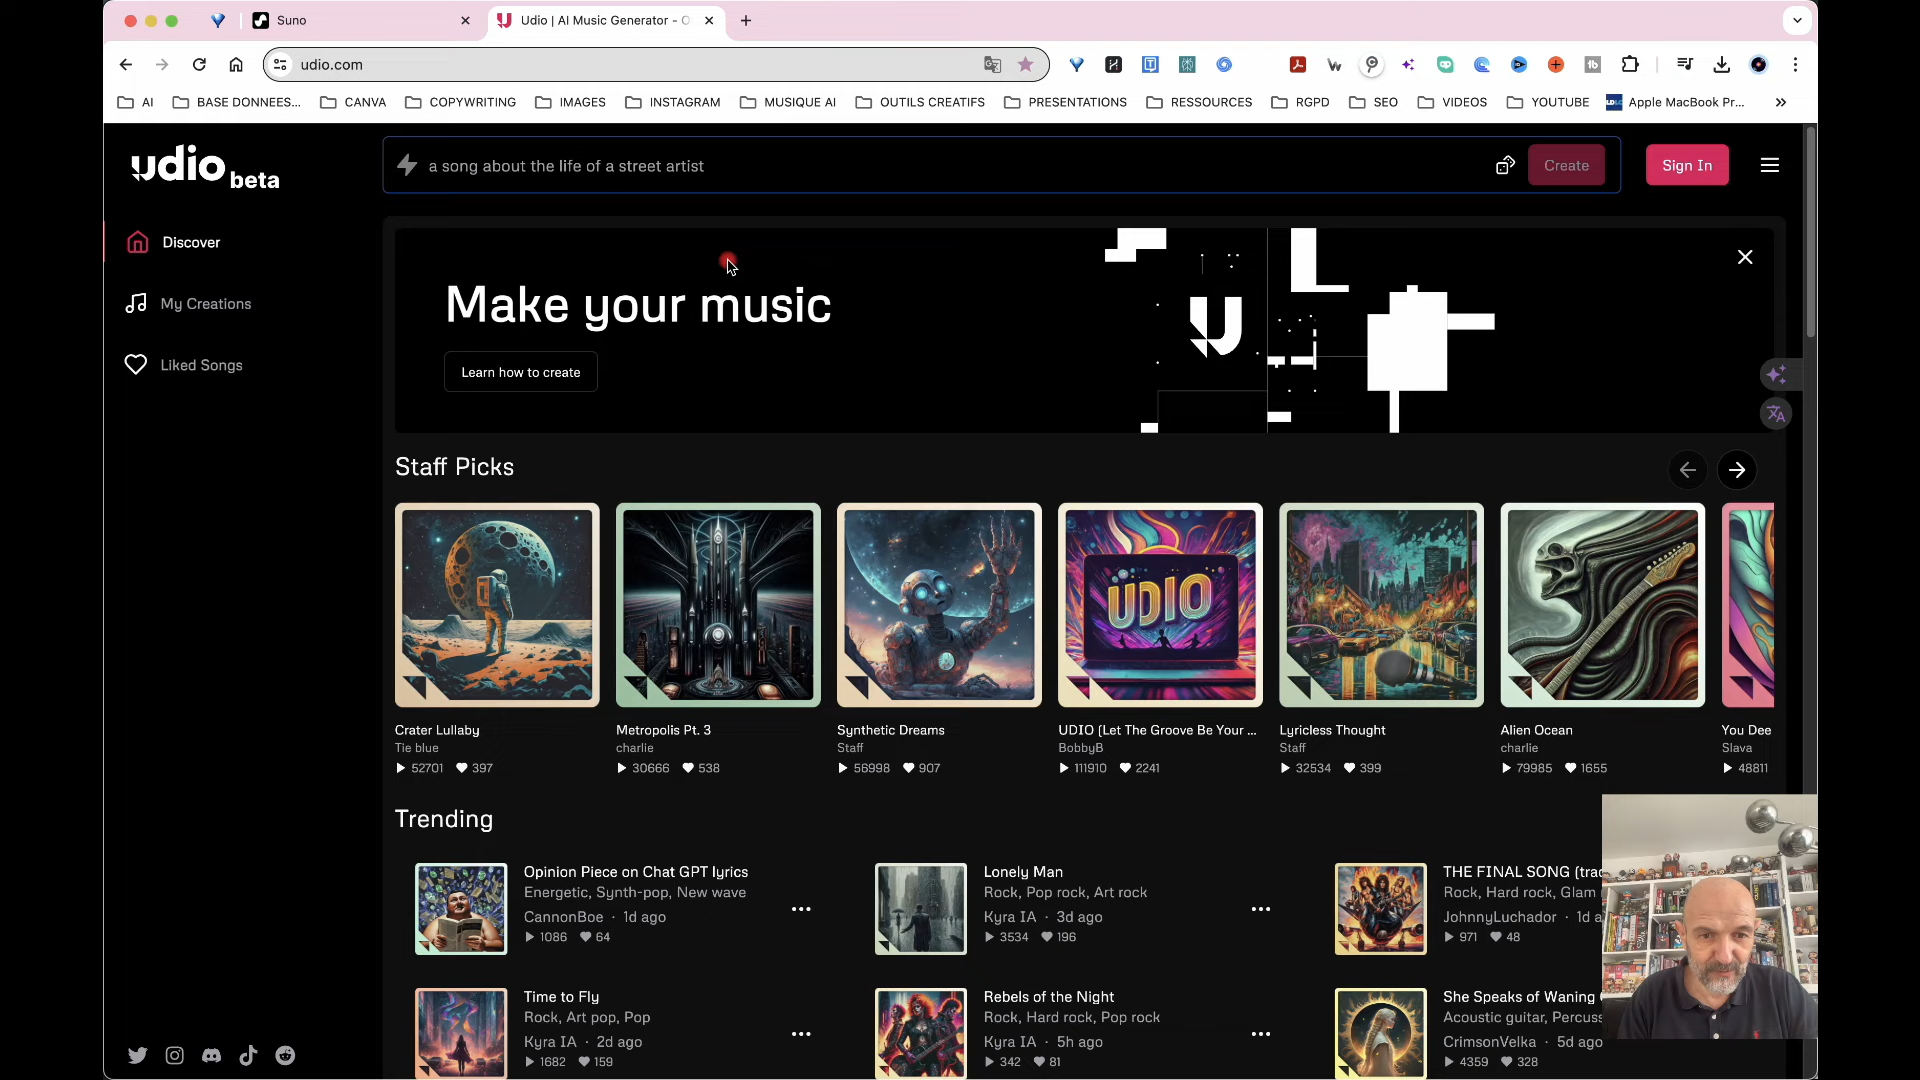 Suno
Udio | AI Music Generator - O
udio.com
AI
BASE DONNEES...
CANVA
COPYWRITING
IMAGES
INSTAGRAM
MUSIQUE AI
OUTILS CREATIFS
PRESENTATIONS
RESSOURCES
RGPD
SEO
VIDEOS
YOUTUBE
Apple MacBook Pr...
udio beta
a song about the life of a street artist
Create
Sign In
Discover
My Creations
Liked Songs
Make your music
Learn how to create
Staff Picks
UDIO
Crater Lullaby
Tie blue
52701 397
Metropolis Pt. 3
charlie
30666 538
Synthetic Dreams
Staff
56998 907
UDIO (Let The Groove Be Your ...
BobbyB
111910 2241
Lyricless Thought
Staff
32534 399
Alien Ocean
charlie
79985 1655
You Dee
Slava
48811
Trending
Opinion Piece on Chat GPT lyrics
Energetic, Synth-pop, New wave
CannonBoe · 1d ago
1086 64
Lonely Man
Rock, Pop rock, Art rock
Kyra IA · 3d ago
3534 196
THE FINAL SONG (trac
Rock, Hard rock, Glam
JohnnyLuchador · 1d a
971 48
Time to Fly
Rock, Art pop, Pop
Kyra IA · 2d ago
1682 159
Rebels of the Night
Rock, Hard rock, Pop rock
Kyra IA · 5h ago
342 81
She Speaks of Waning
Acoustic guitar, Percuss
CrimsonVelka · 5d ago
4359 328